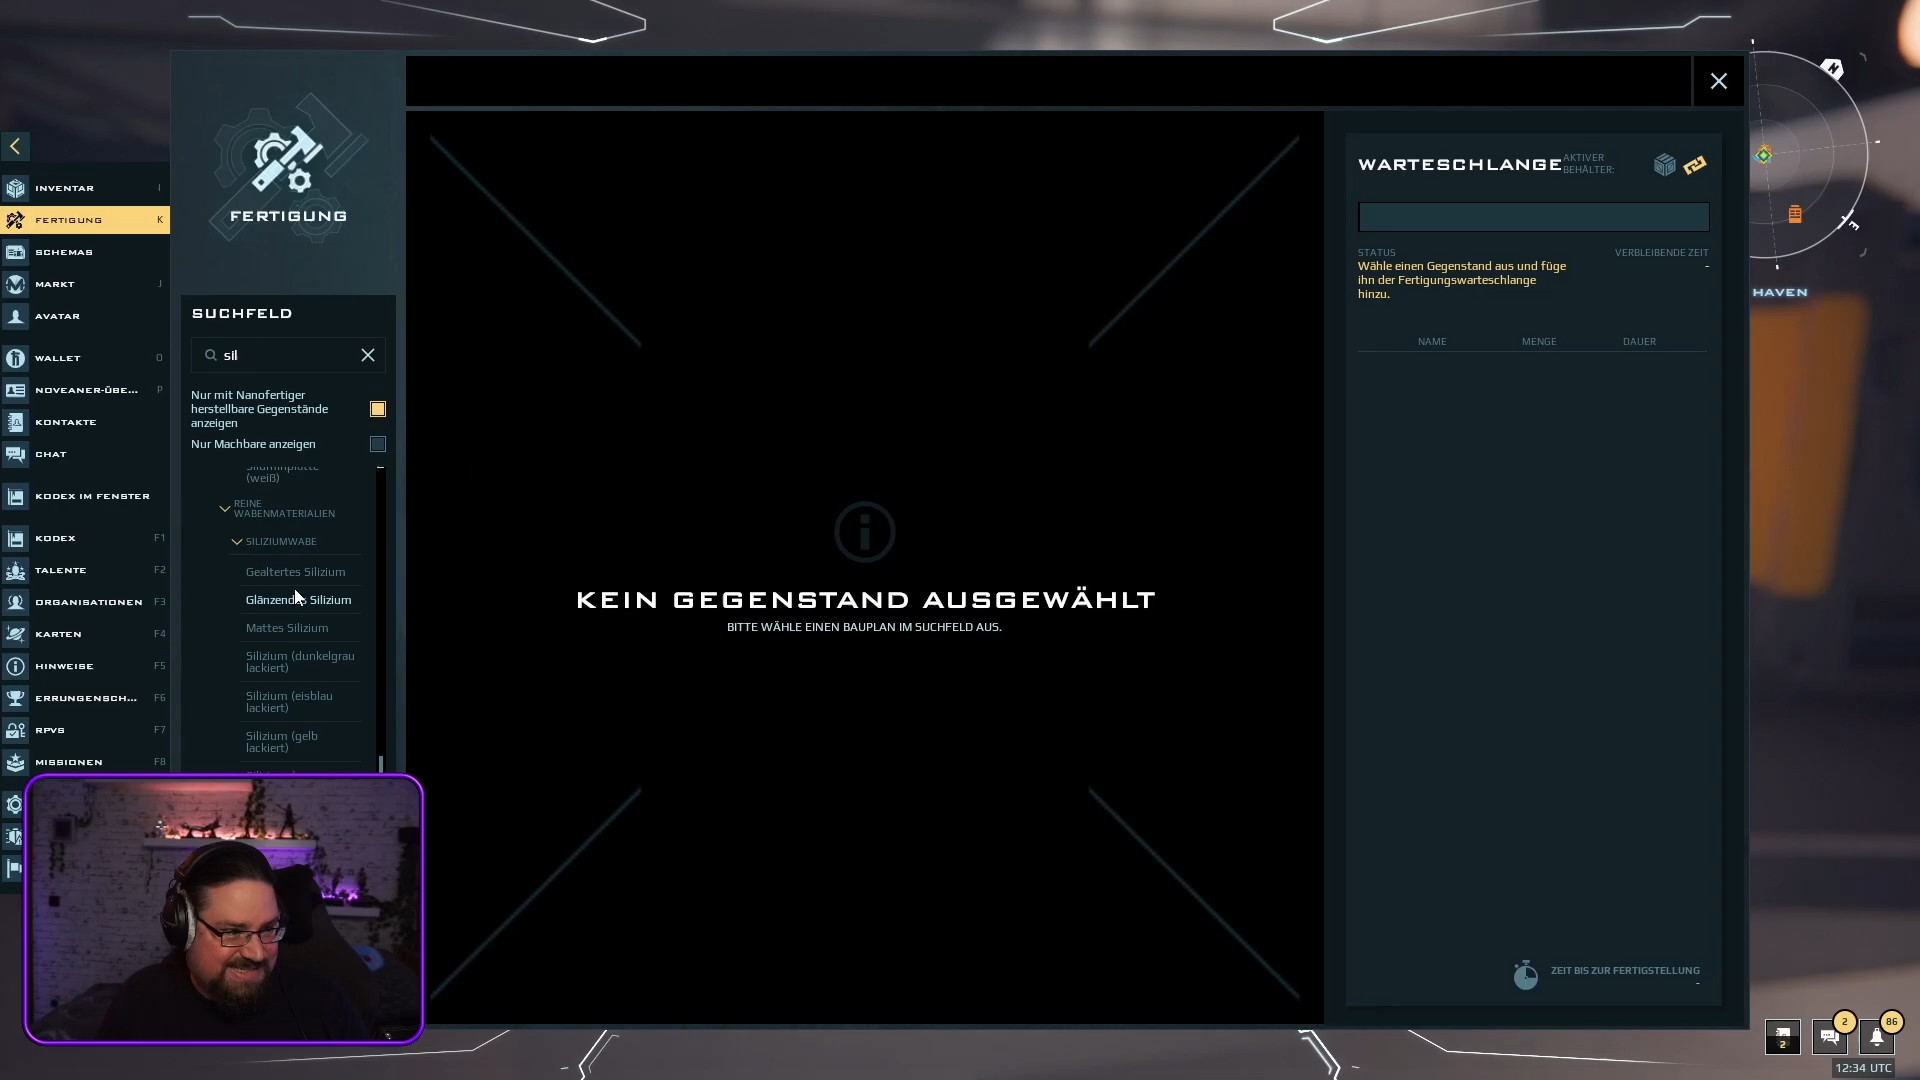 INVENTAR I
FERTIGUNG K
SCHEMAS
MARKT J
AVATAR
WALLET O
NOVEANER-ÜBE... P
KONTAKTE
CHAT
KODEX IM FENSTER
KODEX F1
TALENTE F2
ORGANISATIONEN F3
KARTEN F4
HINWEISE F5
ERRUNGENSCH... F6
RPVS F7
MISSIONEN F8
FERTIGUNG
SUCHFELD
sil
Nur mit Nanofertiger
herstellbare Gegenstände
anzeigen
Nur Machbare anzeigen
(weiß)
REINE
WABENMATERIALIEN
SILIZIUMWABE
Gealtertes Silizium
Glänzendes Silizium
Mattes Silizium
Silizium (dunkelgrau
lackiert)
Silizium (eisblau
lackiert)
Silizium (gelb
lackiert)
KEIN GEGENSTAND AUSGEWÄHLT
BITTE WÄHLE EINEN BAUPLAN IM SUCHFELD AUS.
WARTESCHLANGE
AKTIVER
BEHÄLTER:
STATUS
VERBLEIBENDE ZEIT
Wähle einen Gegenstand aus und füge
ihn der Fertigungswarteschlange
hinzu.
-
NAME MENGE DAUER
ZEIT BIS ZUR FERTIGSTELLUNG
-
N
E
HAVEN
2
2
86
12:34 UTC